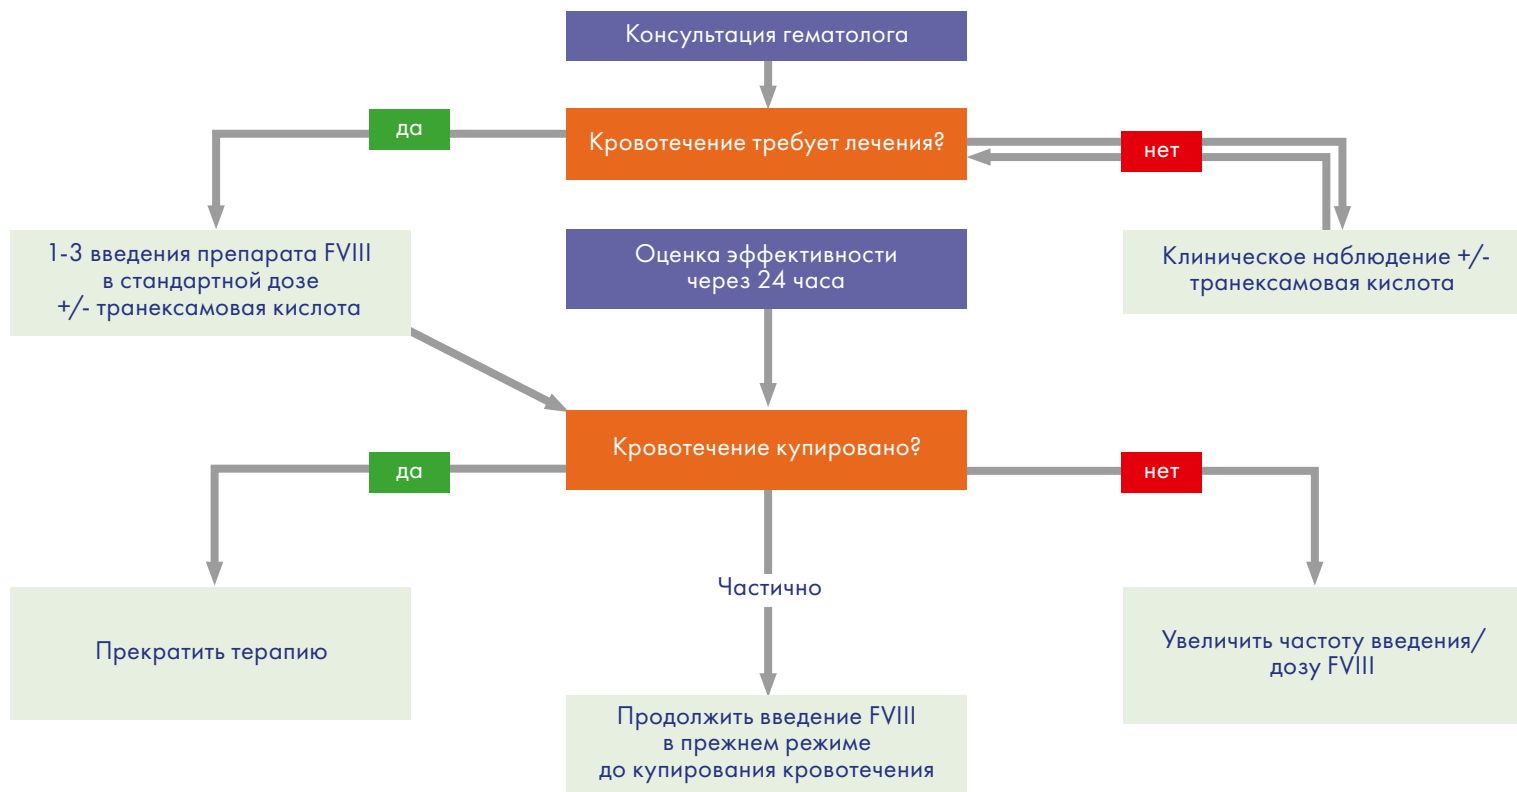 Консультация гематолога
да
Кровотечение требует лечения?
нет
1-3 введения препарата FVIII
в стандартной дозе
+/- транексамовая кислота
Оценка эффективности
через 24 часа
Клиническое наблюдение +/-
транексамовая кислота
Кровотечение купировано?
да
нет
Частично
Прекратить терапию
Увеличить частоту введения/
дозу FVIII
Продолжить введение FVIII
в прежнем режиме
до купирования кровотечения